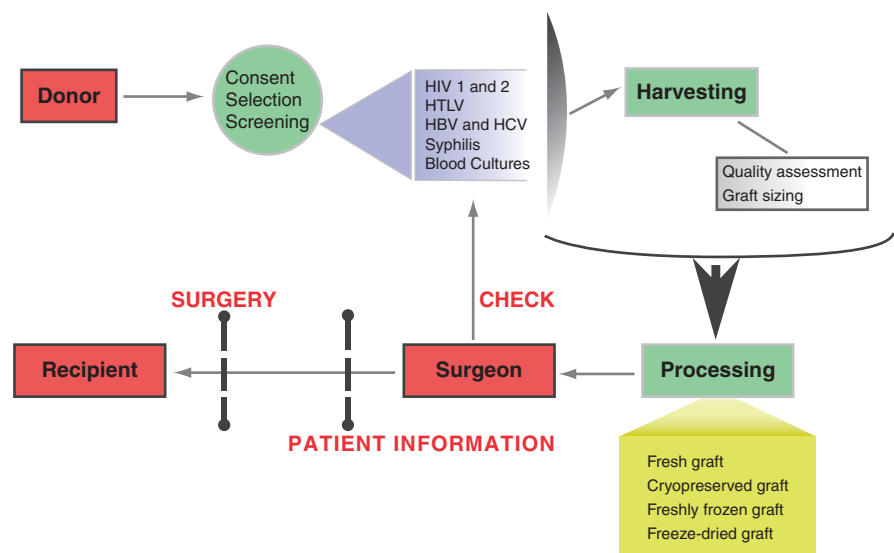 Donor
Consent
Selection
Screening
HIV 1 and 2
HTLV
HBV and HCV
Syphilis
Blood Cultures
Harvesting
Quality assessment
Graft sizing
SURGERY
CHECK
Recipient
Surgeon
Processing
PATIENT INFORMATION
Fresh graft
Cryopreserved graft
Freshly frozen graft
Freeze-dried graft